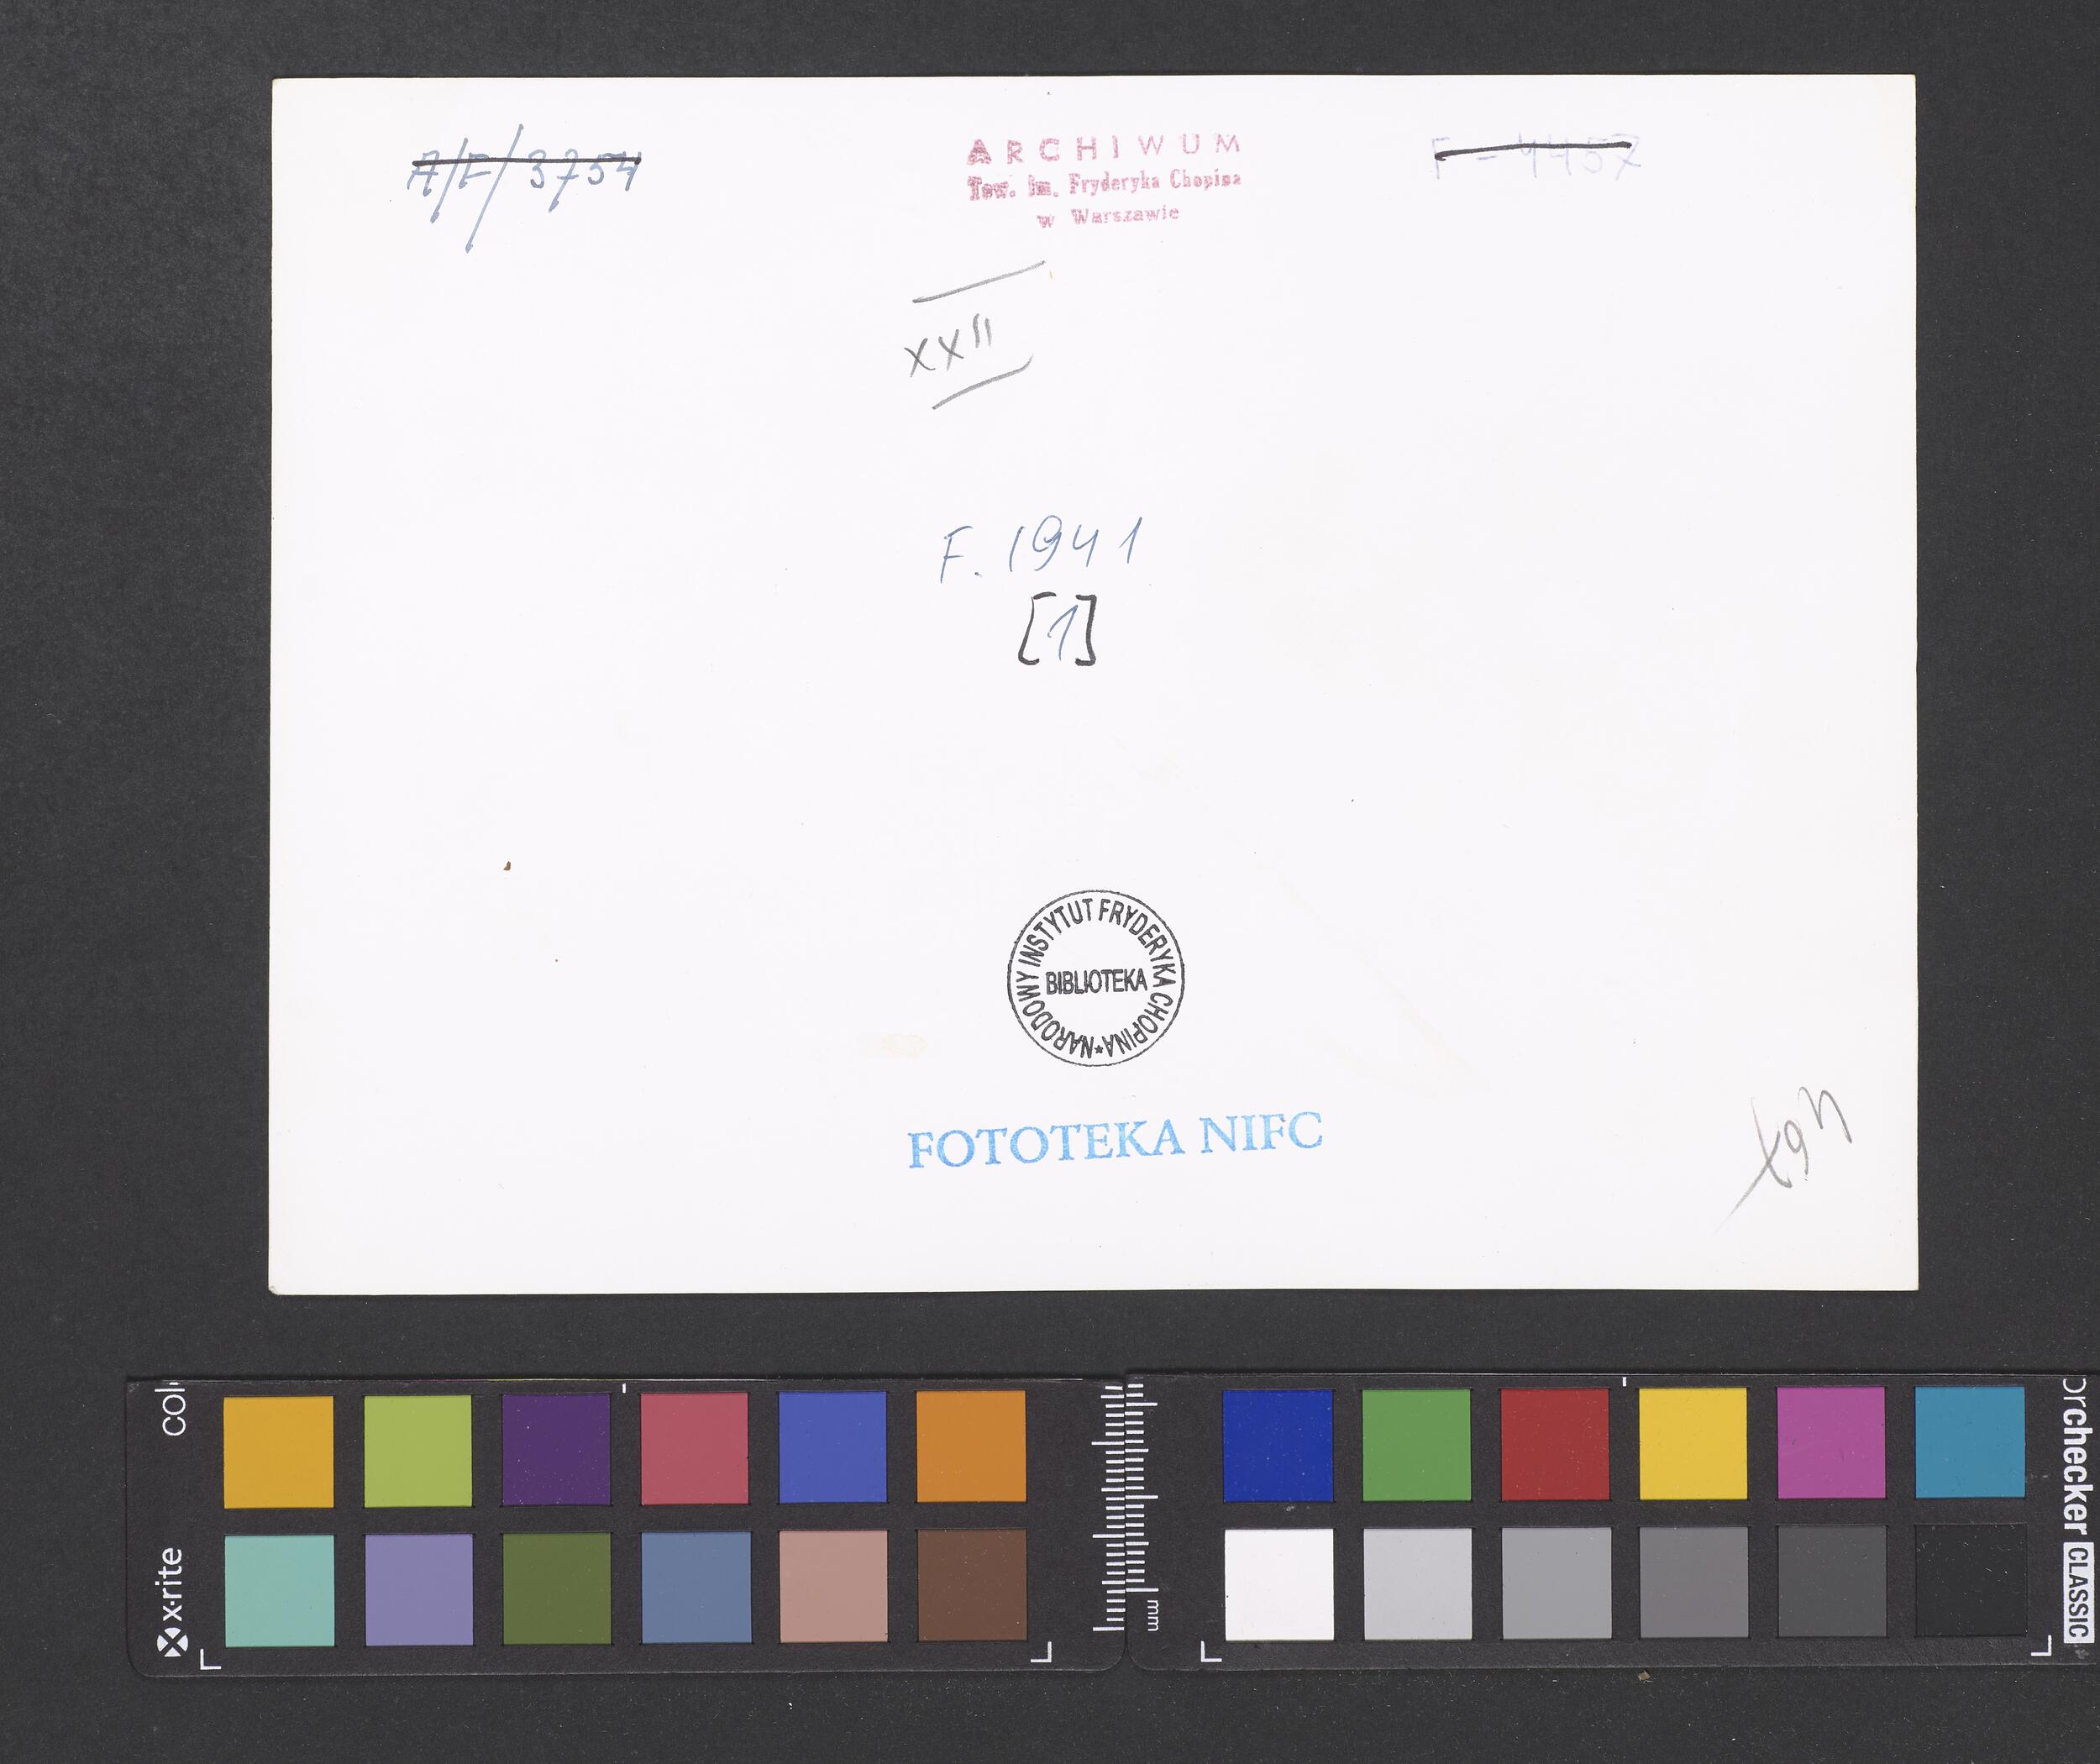 A/F/3754
ARCHIWUM
Tow. im. Fryderyka Chopina
w Warszawie
F-4457
XXII
F. 1941
[1]
NARODOWY INSTYTUT FRYDERYKA CHOPINA*
BIBLIOTEKA
FOTOTEKA NIFC
x-rite
mm
checker CLASSIC